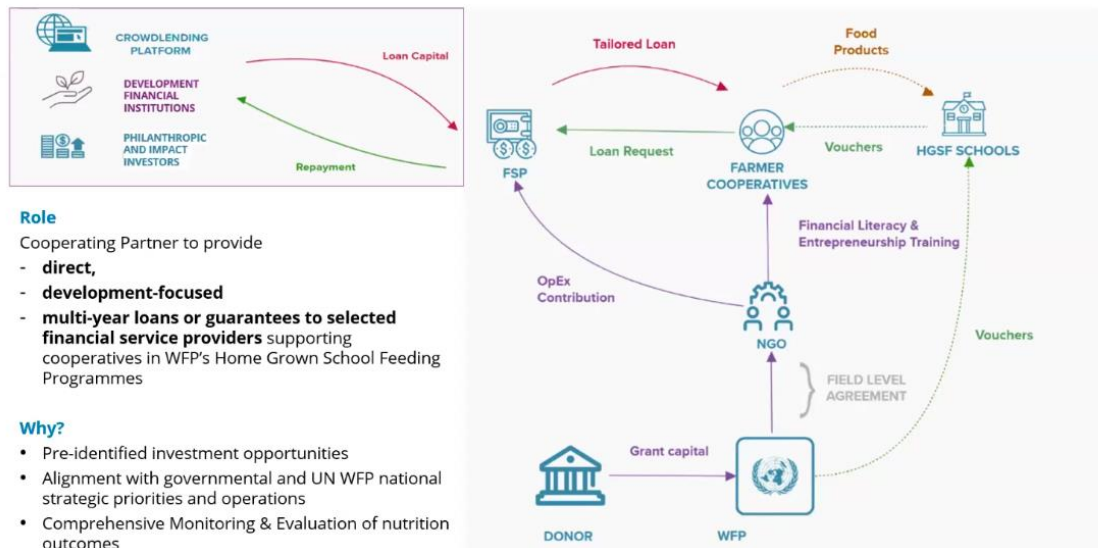 CROWDLENDING
PLATFORM
DEVELOPMENT
FINANCIAL
INSTITUTIONS
PHILANTHROPIC
AND IMPACT
INVESTORS
Loan Capital
Repayment
Role
Cooperating Partner to provide
- direct,
- development-focused
- multi-year loans or guarantees to selected
financial service providers supporting
cooperatives in WFP's Home Grown School Feeding
Programmes
Why?
• Pre-identified investment opportunities
• Alignment with governmental and UN WFP national
strategic priorities and operations
• Comprehensive Monitoring & Evaluation of nutrition
outcomes
Tailored Loan
Food
Products
FSP
Loan Request
FARMER
COOPERATIVES
Vouchers
HGSF SCHOOLS
Financial Literacy &
Entrepreneurship Training
OpEx
Contribution
NGO
Vouchers
FIELD LEVEL
AGREEMENT
Grant capital
DONOR
WFP